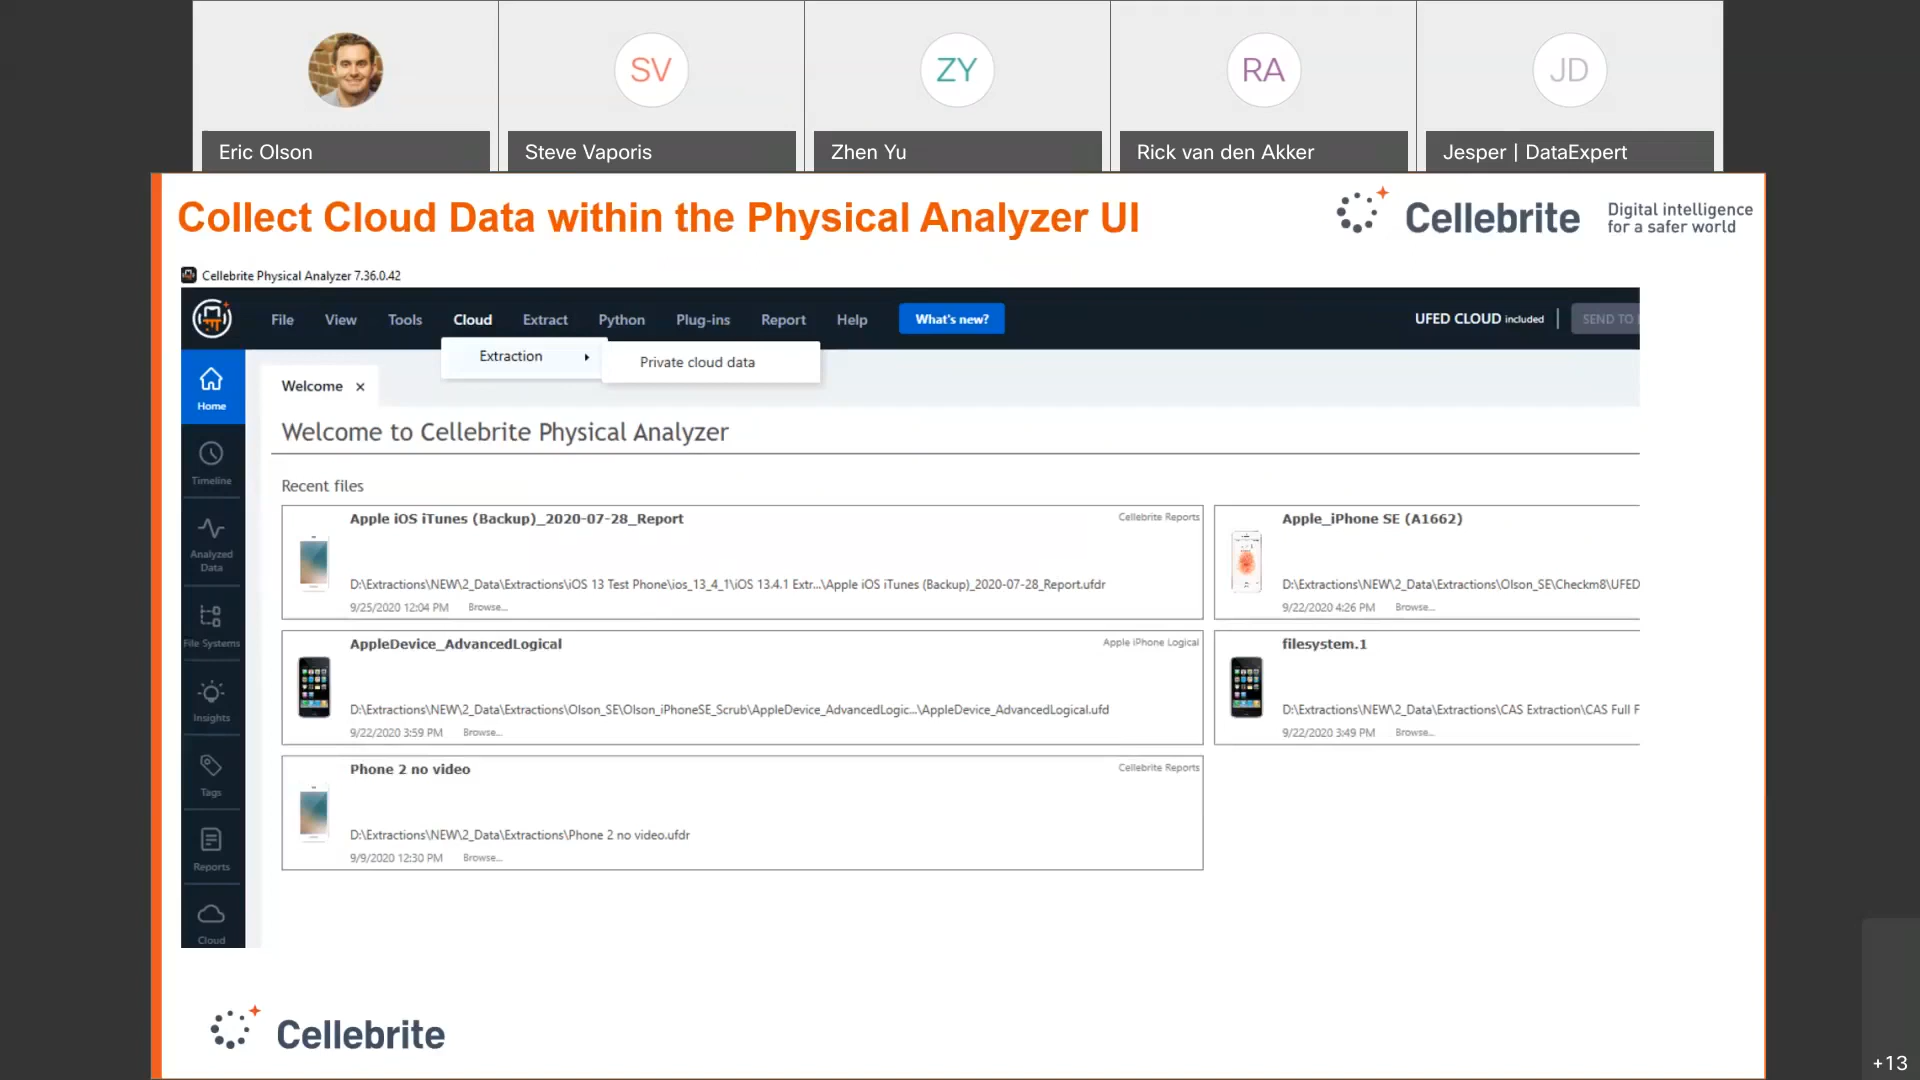 SV
ZY
RA
JD
Eric Olson
Steve Vaporis
Zhen Yu
Rick van den Akker
Jesper | DataExpert
Collect Cloud Data within the Physical Analyzer UI
Cellebrite
Digital intelligence
for a safer world
Cellebrite Physical Analyzer 7.36.0.42
File View Tools Cloud Extract Python Plug-ins Report Help What's new? UFED CLOUD included SEND TO
Extraction
Private cloud data
Home
Welcome ×
Welcome to Cellebrite Physical Analyzer
Timeline
Recent files
Analyzed
Data
Apple iOS iTunes (Backup)_2020-07-28_Report
Cellebrite Reports
D:\Extractions\NEW\2_Data\Extractions\iOS 13 Test Phone\ios_13_4_1\iOS 13.4.1 Extr...\Apple iOS iTunes (Backup)_2020-07-28_Report.ufdr
9/25/2020 12:04 PM Browse...
Apple_iPhone SE (A1662)
D:\Extractions\NEW\2_Data\Extractions\Olson_SE\Checkm8\UFED
9/22/2020 4:26 PM Browse...
File Systems
AppleDevice_AdvancedLogical
Apple iPhone Logical
D:\Extractions\NEW\2_Data\Extractions\Olson_SE\Olson_iPhoneSE_Scrub\AppleDevice_AdvancedLogic...\AppleDevice_AdvancedLogical.ufd
9/22/2020 3:59 PM Browse...
filesystem.1
D:\Extractions\NEW\2_Data\Extractions\CAS Extraction\CAS Full F
9/22/2020 3:49 PM Browse...
Insights
Phone 2 no video
Cellebrite Reports
D:\Extractions\NEW\2_Data\Extractions\Phone 2 no video.ufdr
9/9/2020 12:30 PM Browse...
Tags
Reports
Cloud
Cellebrite
+13